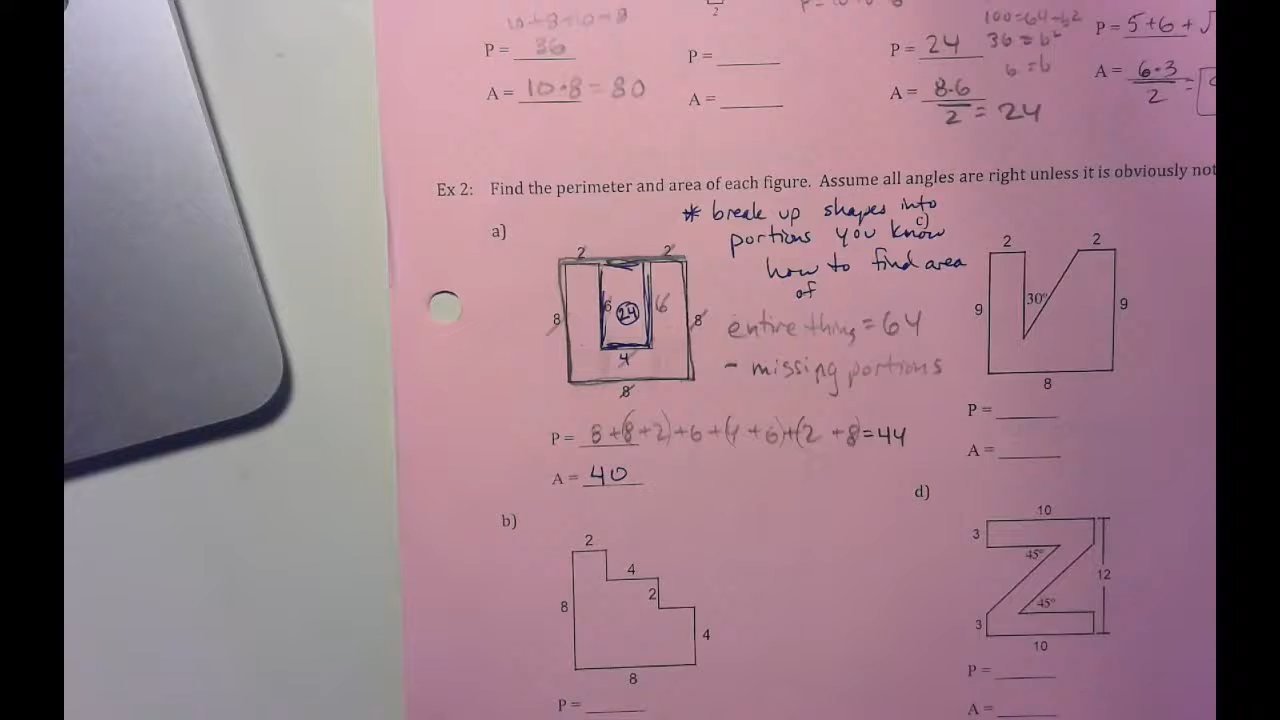 10+8+10+8
P = 36
A = 10·8 = 80
2
P =
A =
100=64+b²
P = 24 36 = b²
6 = b
A = 8·6
2 = 24
P = 5+6+√
A = 6·3
2 =
Ex 2: Find the perimeter and area of each figure. Assume all angles are right unless it is obviously not
* break up shapes into
portions you know
how to find area
of
a)
2 2
8 6 24 6 8
4
8
entire thing = 64
- missing portions
P = 8+(8+2)+6+(4+6)+(2+8)=44
A = 40
c)
2 2
30°
9 9
8
P =
A =
b)
2
4
2
8
4
8
P =
d)
10
3
45°
12
45°
3
10
P =
A =